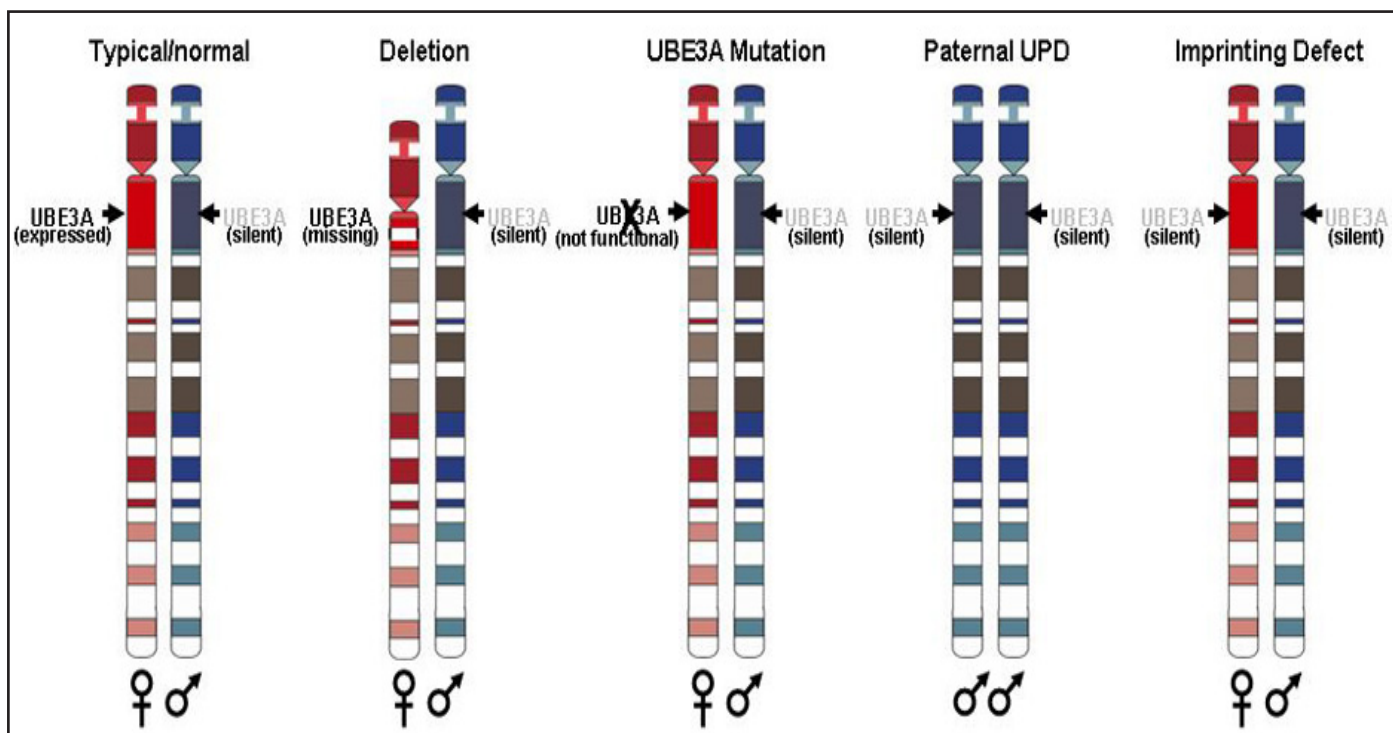 Typical/normal
Deletion
UBE3A Mutation
Paternal UPD
Imprinting Defect
UBE3A
(expressed)
UBE3A
(silent)
UBE3A
(missing)
UBE3A
(silent)
UBE3A
(not functional)
UBE3A
(silent)
UBE3A
(silent)
UBE3A
(silent)
UBE3A
(silent)
UBE3A
(silent)